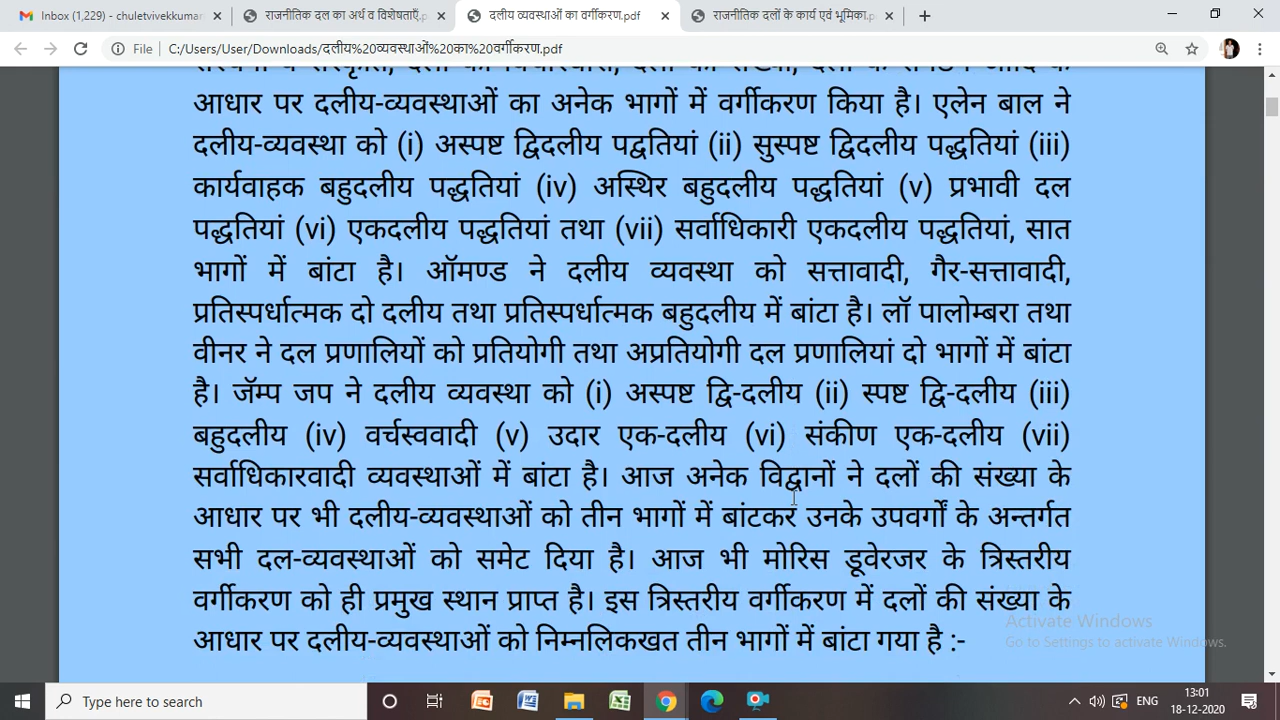 Inbox (1,229) - chuletvivekkumar
राजनीतिक दल का अर्थ व विशेषताएँ.p
दलीय व्यवस्थाओं का वर्गीकरण.pdf
राजनीतिक दलों के कार्य एवं भूमिका.p
File
C:/Users/User/Downloads/दलीय%20व्यवस्थाओं%20का%20वर्गीकरण.pdf
आधार पर दलीय-व्यवस्थाओं का अनेक भागों में वर्गीकरण किया है। एलेन बाल ने
दलीय-व्यवस्था को (i) अस्पष्ट द्विदलीय पद्वतियां (ii) सुस्पष्ट द्विदलीय पद्धतियां (iii)
कार्यवाहक बहुदलीय पद्धतियां (iv) अस्थिर बहुदलीय पद्धतियां (v) प्रभावी दल
पद्धतियां (vi) एकदलीय पद्धतियां तथा (vii) सर्वाधिकारी एकदलीय पद्धतियां, सात
भागों में बांटा है। ऑमण्ड ने दलीय व्यवस्था को सत्तावादी, गैर-सत्तावादी,
प्रतिस्पर्धात्मक दो दलीय तथा प्रतिस्पर्धात्मक बहुदलीय में बांटा है। लॉ पालोम्बरा तथा
वीनर ने दल प्रणालियों को प्रतियोगी तथा अप्रतियोगी दल प्रणालियां दो भागों में बांटा
है। जॅम्प जप ने दलीय व्यवस्था को (i) अस्पष्ट द्वि-दलीय (ii) स्पष्ट द्वि-दलीय (iii)
बहुदलीय (iv) वर्चस्ववादी (v) उदार एक-दलीय (vi) संकीण एक-दलीय (vii)
सर्वाधिकारवादी व्यवस्थाओं में बांटा है। आज अनेक विद्वानों ने दलों की संख्या के
आधार पर भी दलीय-व्यवस्थाओं को तीन भागों में बांटकर उनके उपवर्गों के अन्तर्गत
सभी दल-व्यवस्थाओं को समेट दिया है। आज भी मोरिस डूवेरजर के त्रिस्तरीय
वर्गीकरण को ही प्रमुख स्थान प्राप्त है। इस त्रिस्तरीय वर्गीकरण में दलों की संख्या के
आधार पर दलीय-व्यवस्थाओं को निम्नलिकखत तीन भागों में बांटा गया है :-
Activate Windows
Go to Settings to activate Windows.
Type here to search
ENG
13:01
18-12-2020